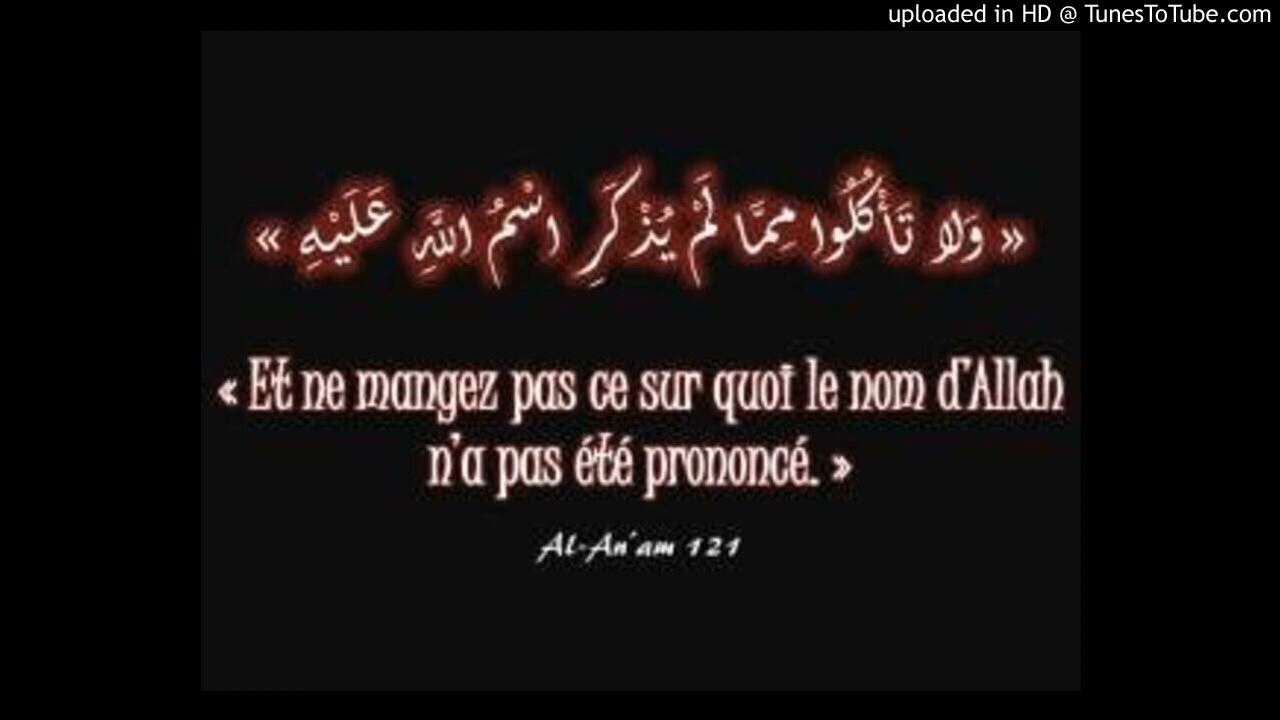 uploaded in HD @ TunesToTube.com
« وَلا تَأْكُلُوا مِمَّا لَمْ يُذْكَرِ اسْمُ اللَّهِ عَلَيْهِ »
« Et ne mangez pas ce sur quoi le nom d'Allah
n'a pas été prononcé. »
Al-An'am 121